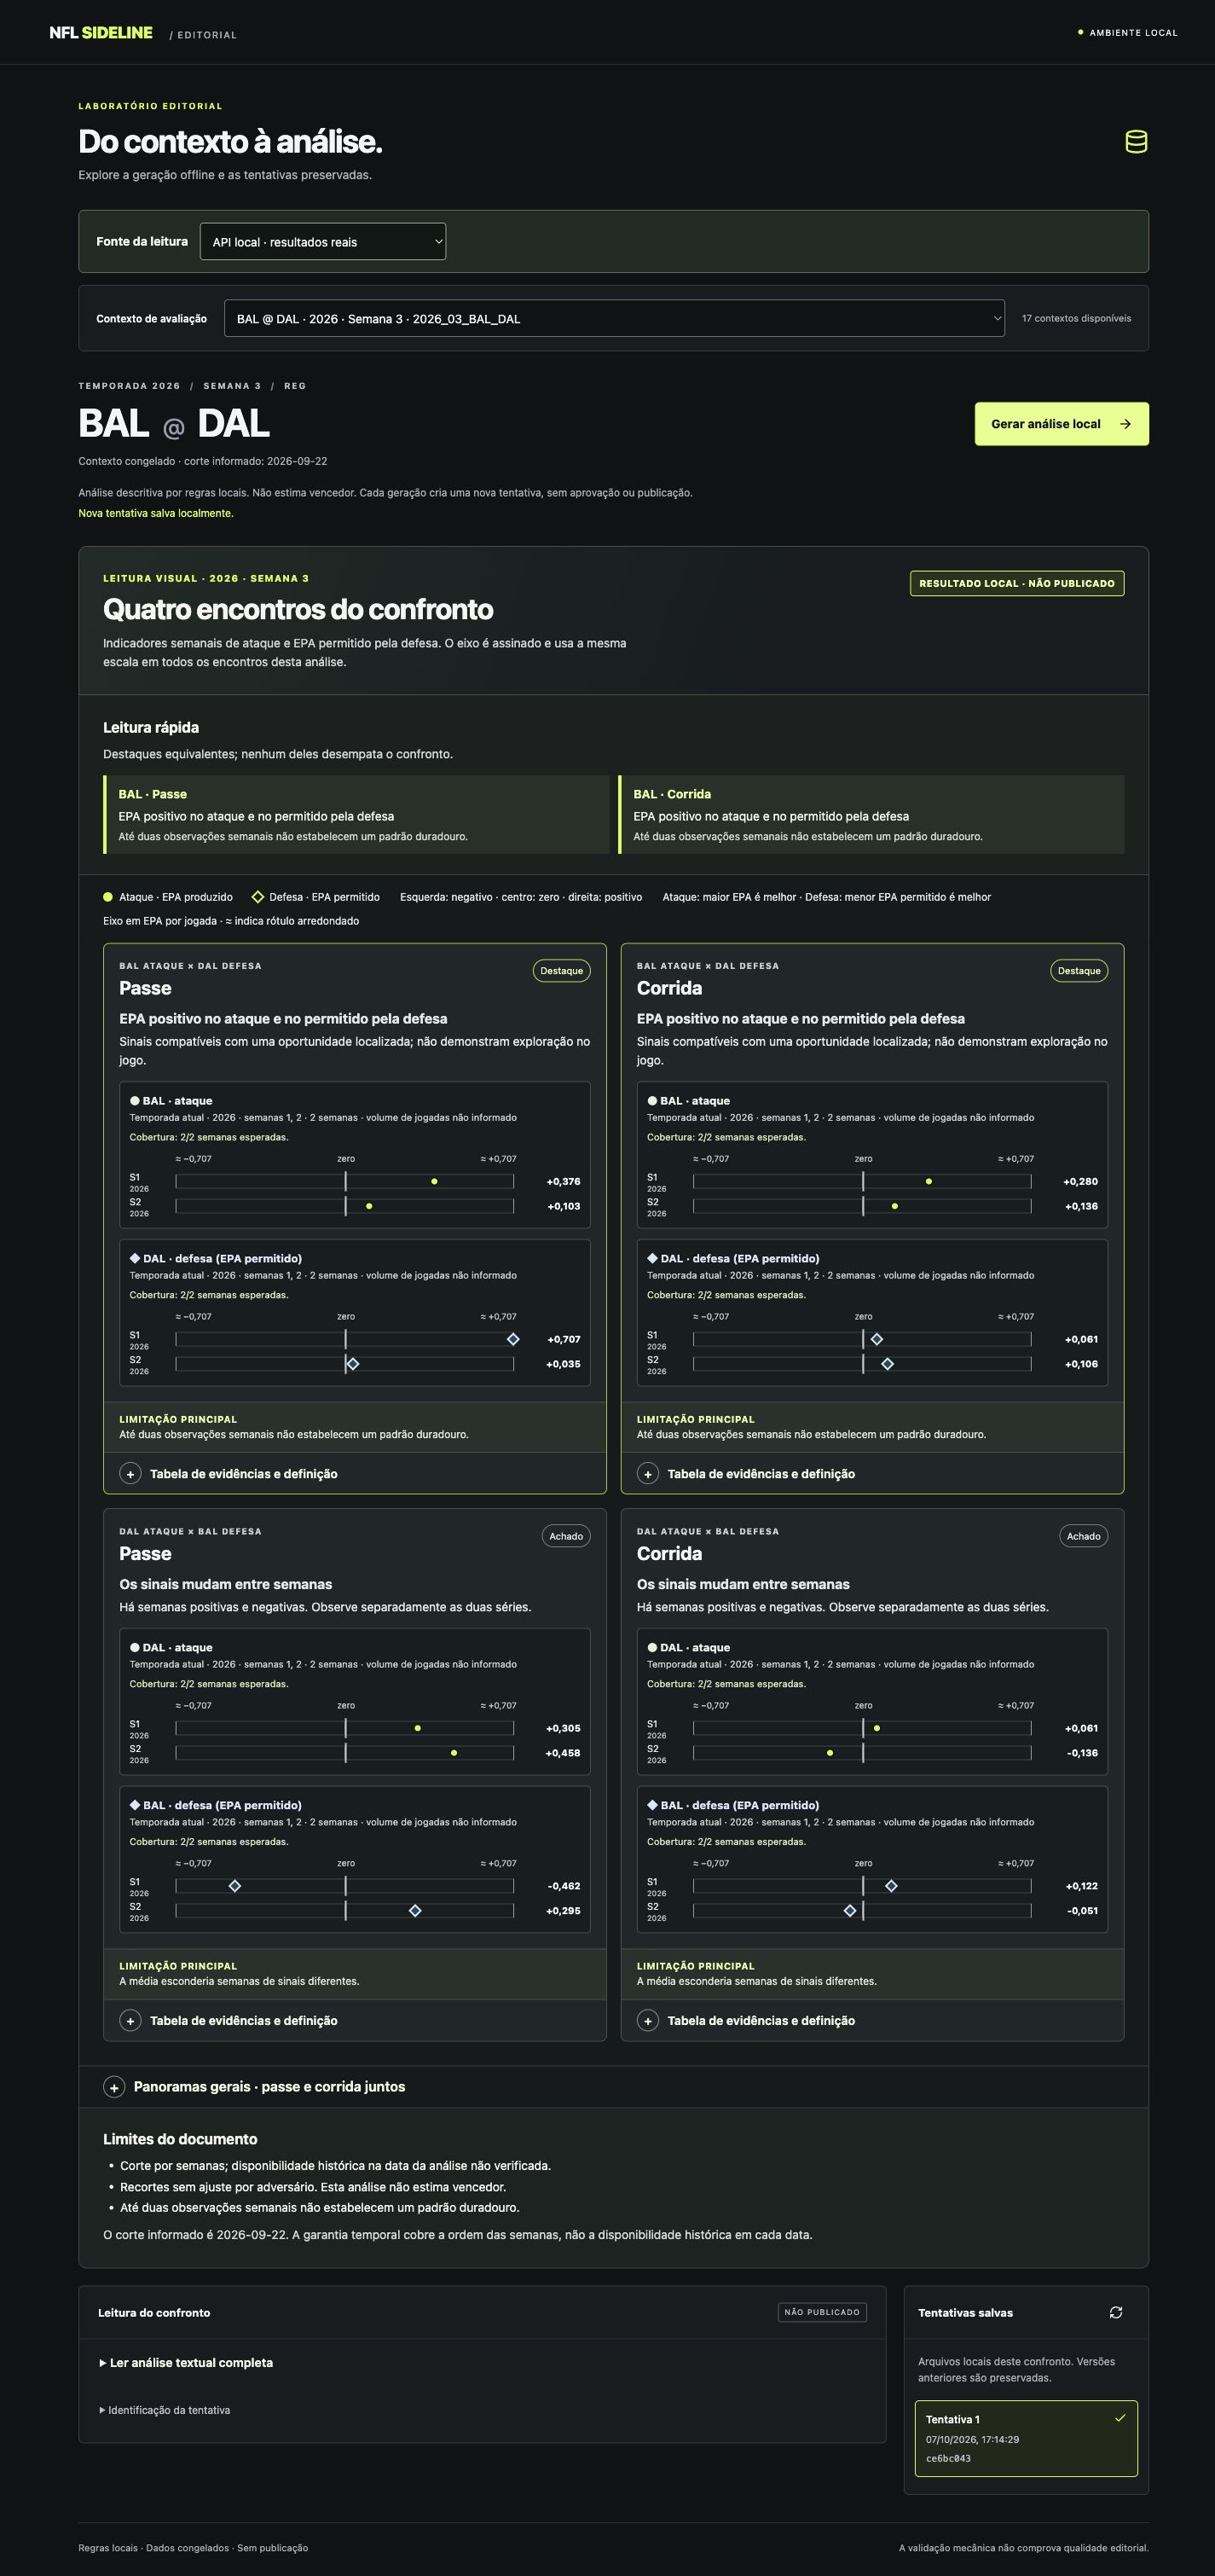 NFL SIDELINE / EDITORIAL
AMBIENTE LOCAL
LABORATÓRIO EDITORIAL
Do contexto à análise.
Explore a geração offline e as tentativas preservadas.
Fonte da leitura
API local · resultados reais
Contexto de avaliação
BAL @ DAL · 2026 · Semana 3 · 2026_03_BAL_DAL
17 contextos disponíveis
TEMPORADA 2026 / SEMANA 3 / REG
BAL @ DAL
Gerar análise local
Contexto congelado · corte informado: 2026-09-22
Análise descritiva por regras locais. Não estima vencedor. Cada geração cria uma nova tentativa, sem aprovação ou publicação.
Nova tentativa salva localmente.
LEITURA VISUAL · 2026 · SEMANA 3
RESULTADO LOCAL · NÃO PUBLICADO
Quatro encontros do confronto
Indicadores semanais de ataque e EPA permitido pela defesa. O eixo é assinado e usa a mesma
escala em todos os encontros desta análise.
Leitura rápida
Destaques equivalentes; nenhum deles desempata o confronto.
BAL · Passe
EPA positivo no ataque e no permitido pela defesa
Até duas observações semanais não estabelecem um padrão duradouro.
BAL · Corrida
EPA positivo no ataque e no permitido pela defesa
Até duas observações semanais não estabelecem um padrão duradouro.
Ataque · EPA produzido
Defesa · EPA permitido
Esquerda: negativo · centro: zero · direita: positivo
Ataque: maior EPA é melhor · Defesa: menor EPA permitido é melhor
Eixo em EPA por jogada · ≈ indica rótulo arredondado
BAL ATAQUE × DAL DEFESA
Destaque
Passe
EPA positivo no ataque e no permitido pela defesa
Sinais compatíveis com uma oportunidade localizada; não demonstram exploração no
jogo.
● BAL · ataque
Temporada atual · 2026 · semanas 1, 2 · 2 semanas · volume de jogadas não informado
Cobertura: 2/2 semanas esperadas.
≈ −0,707 zero ≈ +0,707
S1
2026
+0,376
S2
2026
+0,103
◆ DAL · defesa (EPA permitido)
Temporada atual · 2026 · semanas 1, 2 · 2 semanas · volume de jogadas não informado
Cobertura: 2/2 semanas esperadas.
≈ −0,707 zero ≈ +0,707
S1
2026
+0,707
S2
2026
+0,035
LIMITAÇÃO PRINCIPAL
Até duas observações semanais não estabelecem um padrão duradouro.
+ Tabela de evidências e definição
BAL ATAQUE × DAL DEFESA
Destaque
Corrida
EPA positivo no ataque e no permitido pela defesa
Sinais compatíveis com uma oportunidade localizada; não demonstram exploração no
jogo.
● BAL · ataque
Temporada atual · 2026 · semanas 1, 2 · 2 semanas · volume de jogadas não informado
Cobertura: 2/2 semanas esperadas.
≈ −0,707 zero ≈ +0,707
S1
2026
+0,280
S2
2026
+0,136
◆ DAL · defesa (EPA permitido)
Temporada atual · 2026 · semanas 1, 2 · 2 semanas · volume de jogadas não informado
Cobertura: 2/2 semanas esperadas.
≈ −0,707 zero ≈ +0,707
S1
2026
+0,061
S2
2026
+0,106
LIMITAÇÃO PRINCIPAL
Até duas observações semanais não estabelecem um padrão duradouro.
+ Tabela de evidências e definição
DAL ATAQUE × BAL DEFESA
Achado
Passe
Os sinais mudam entre semanas
Há semanas positivas e negativas. Observe separadamente as duas séries.
● DAL · ataque
Temporada atual · 2026 · semanas 1, 2 · 2 semanas · volume de jogadas não informado
Cobertura: 2/2 semanas esperadas.
≈ −0,707 zero ≈ +0,707
S1
2026
+0,305
S2
2026
+0,458
◆ BAL · defesa (EPA permitido)
Temporada atual · 2026 · semanas 1, 2 · 2 semanas · volume de jogadas não informado
Cobertura: 2/2 semanas esperadas.
≈ −0,707 zero ≈ +0,707
S1
2026
-0,462
S2
2026
+0,295
LIMITAÇÃO PRINCIPAL
A média esconderia semanas de sinais diferentes.
+ Tabela de evidências e definição
DAL ATAQUE × BAL DEFESA
Achado
Corrida
Os sinais mudam entre semanas
Há semanas positivas e negativas. Observe separadamente as duas séries.
● DAL · ataque
Temporada atual · 2026 · semanas 1, 2 · 2 semanas · volume de jogadas não informado
Cobertura: 2/2 semanas esperadas.
≈ −0,707 zero ≈ +0,707
S1
2026
+0,061
S2
2026
-0,136
◆ BAL · defesa (EPA permitido)
Temporada atual · 2026 · semanas 1, 2 · 2 semanas · volume de jogadas não informado
Cobertura: 2/2 semanas esperadas.
≈ −0,707 zero ≈ +0,707
S1
2026
+0,122
S2
2026
-0,051
LIMITAÇÃO PRINCIPAL
A média esconderia semanas de sinais diferentes.
+ Tabela de evidências e definição
+ Panoramas gerais · passe e corrida juntos
Limites do documento
• Corte por semanas; disponibilidade histórica na data da análise não verificada.
• Recortes sem ajuste por adversário. Esta análise não estima vencedor.
• Até duas observações semanais não estabelecem um padrão duradouro.
O corte informado é 2026-09-22. A garantia temporal cobre a ordem das semanas, não a disponibilidade histórica em cada data.
Leitura do confronto
NÃO PUBLICADO
▶ Ler análise textual completa
▶ Identificação da tentativa
Tentativas salvas
Arquivos locais deste confronto. Versões
anteriores são preservadas.
Tentativa 1
07/10/2026, 17:14:29
ce6bc043
Regras locais · Dados congelados · Sem publicação
A validação mecânica não comprova qualidade editorial.